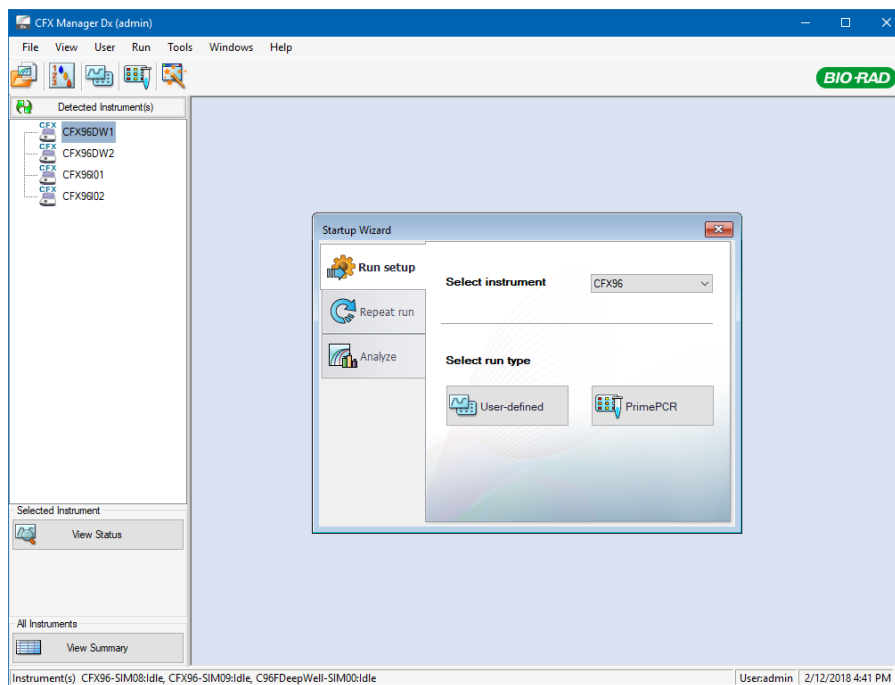 CFX Manager Dx (admin)
File View User Run Tools Windows Help
BIO-RAD
Detected Instrument(s)
CFX CFX96DW1
CFX CFX96DW2
CFX CFX96I01
CFX CFX96I02
Startup Wizard
Run setup
Select instrument CFX96
Repeat run
Analyze
Select run type
User-defined PrimePCR
Selected Instrument
View Status
All Instruments
View Summary
Instrument(s) CFX96-SIM08:Idle, CFX96-SIM09:Idle, C96FDeepWell-SIM00:Idle User:admin 2/12/2018 4:41 PM